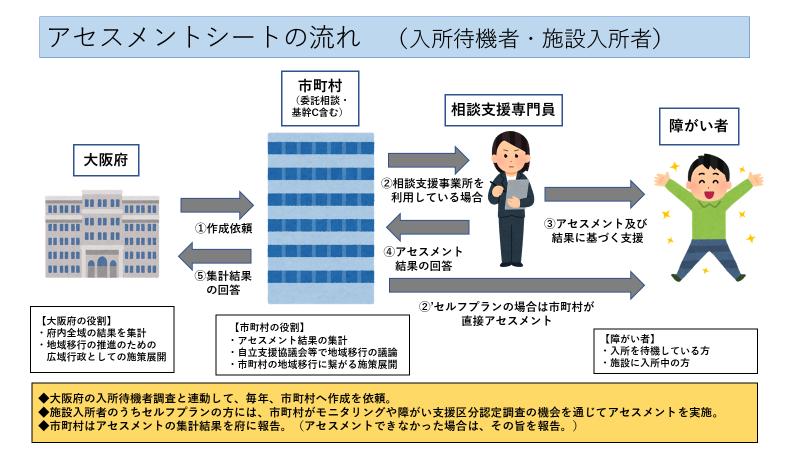 アセスメントシートの流れ　（入所待機者・施設入所者）
市町村
（委託相談・
基幹C含む）
相談支援専門員
障がい者
大阪府
①作成依頼
②相談支援事業所を
利用している場合
③アセスメント及び
結果に基づく支援
④アセスメント
結果の回答
⑤集計結果
の回答
②’セルフプランの場合は市町村が
直接アセスメント
【大阪府の役割】
・府内全域の結果を集計
・地域移行の推進のための
広域行政としての施策展開
【市町村の役割】
・アセスメント結果の集計
・自立支援協議会等で地域移行の議論
・市町村の地域移行に繋がる施策展開
【障がい者】
・入所を待機している方
・施設に入所中の方
◆大阪府の入所待機者調査と連動して、毎年、市町村へ作成を依頼。
◆施設入所者のうちセルフプランの方には、市町村がモニタリングや障がい支援区分認定調査の機会を通じてアセスメントを実施。
◆市町村はアセスメントの集計結果を府に報告。（アセスメントできなかった場合は、その旨を報告。）